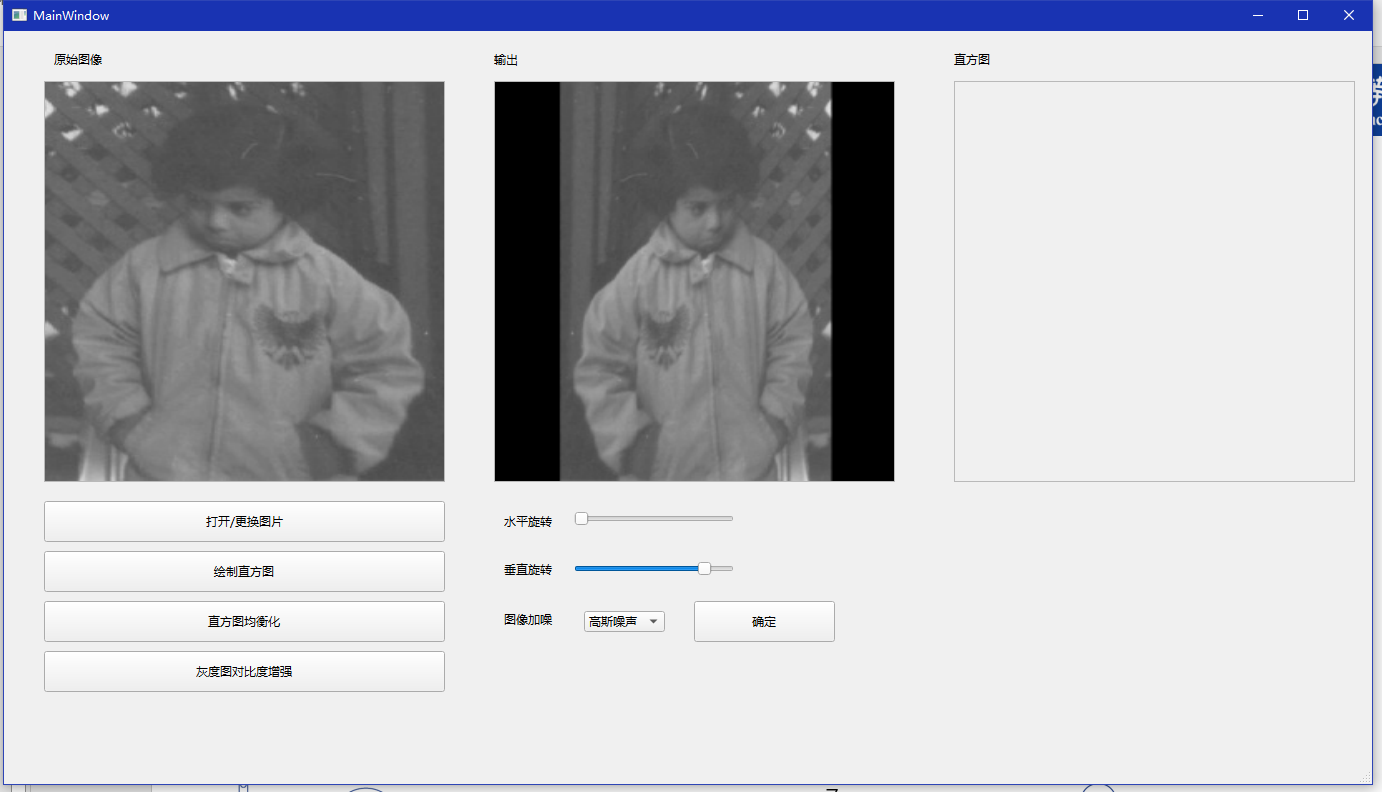 MainWindow
原始图像
输出
直方图
打开/更换图片
绘制直方图
直方图均衡化
灰度图对比度增强
水平旋转
垂直旋转
图像加噪
高斯噪声
确定